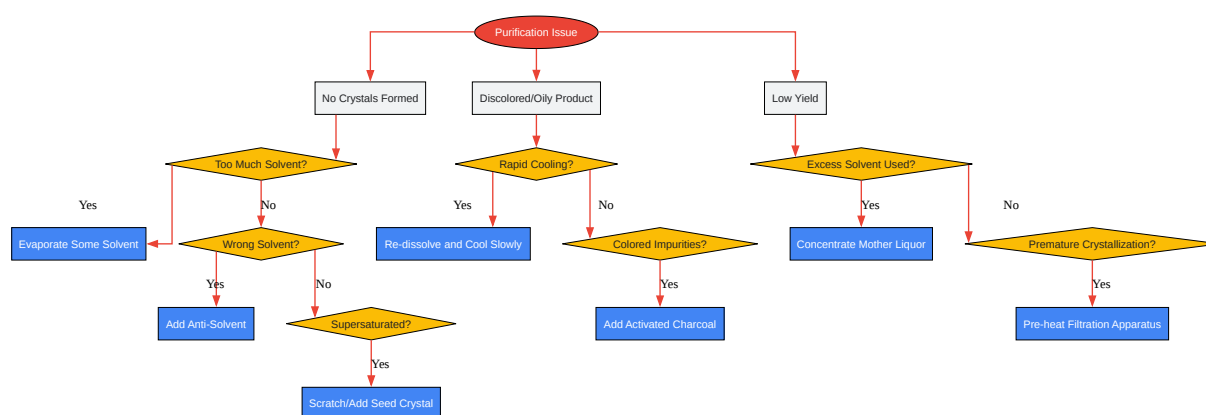 Purification Issue
No Crystals Formed
Discolored/Oily Product
Low Yield
Too Much Solvent?
Rapid Cooling?
Excess Solvent Used?
Yes
No
Yes
No
Yes
No
Evaporate Some Solvent
Wrong Solvent?
Re-dissolve and Cool Slowly
Colored Impurities?
Concentrate Mother Liquor
Premature Crystallization?
Yes
No
Yes
Yes
Add Anti-Solvent
Supersaturated?
Add Activated Charcoal
Pre-heat Filtration Apparatus
Yes
Scratch/Add Seed Crystal